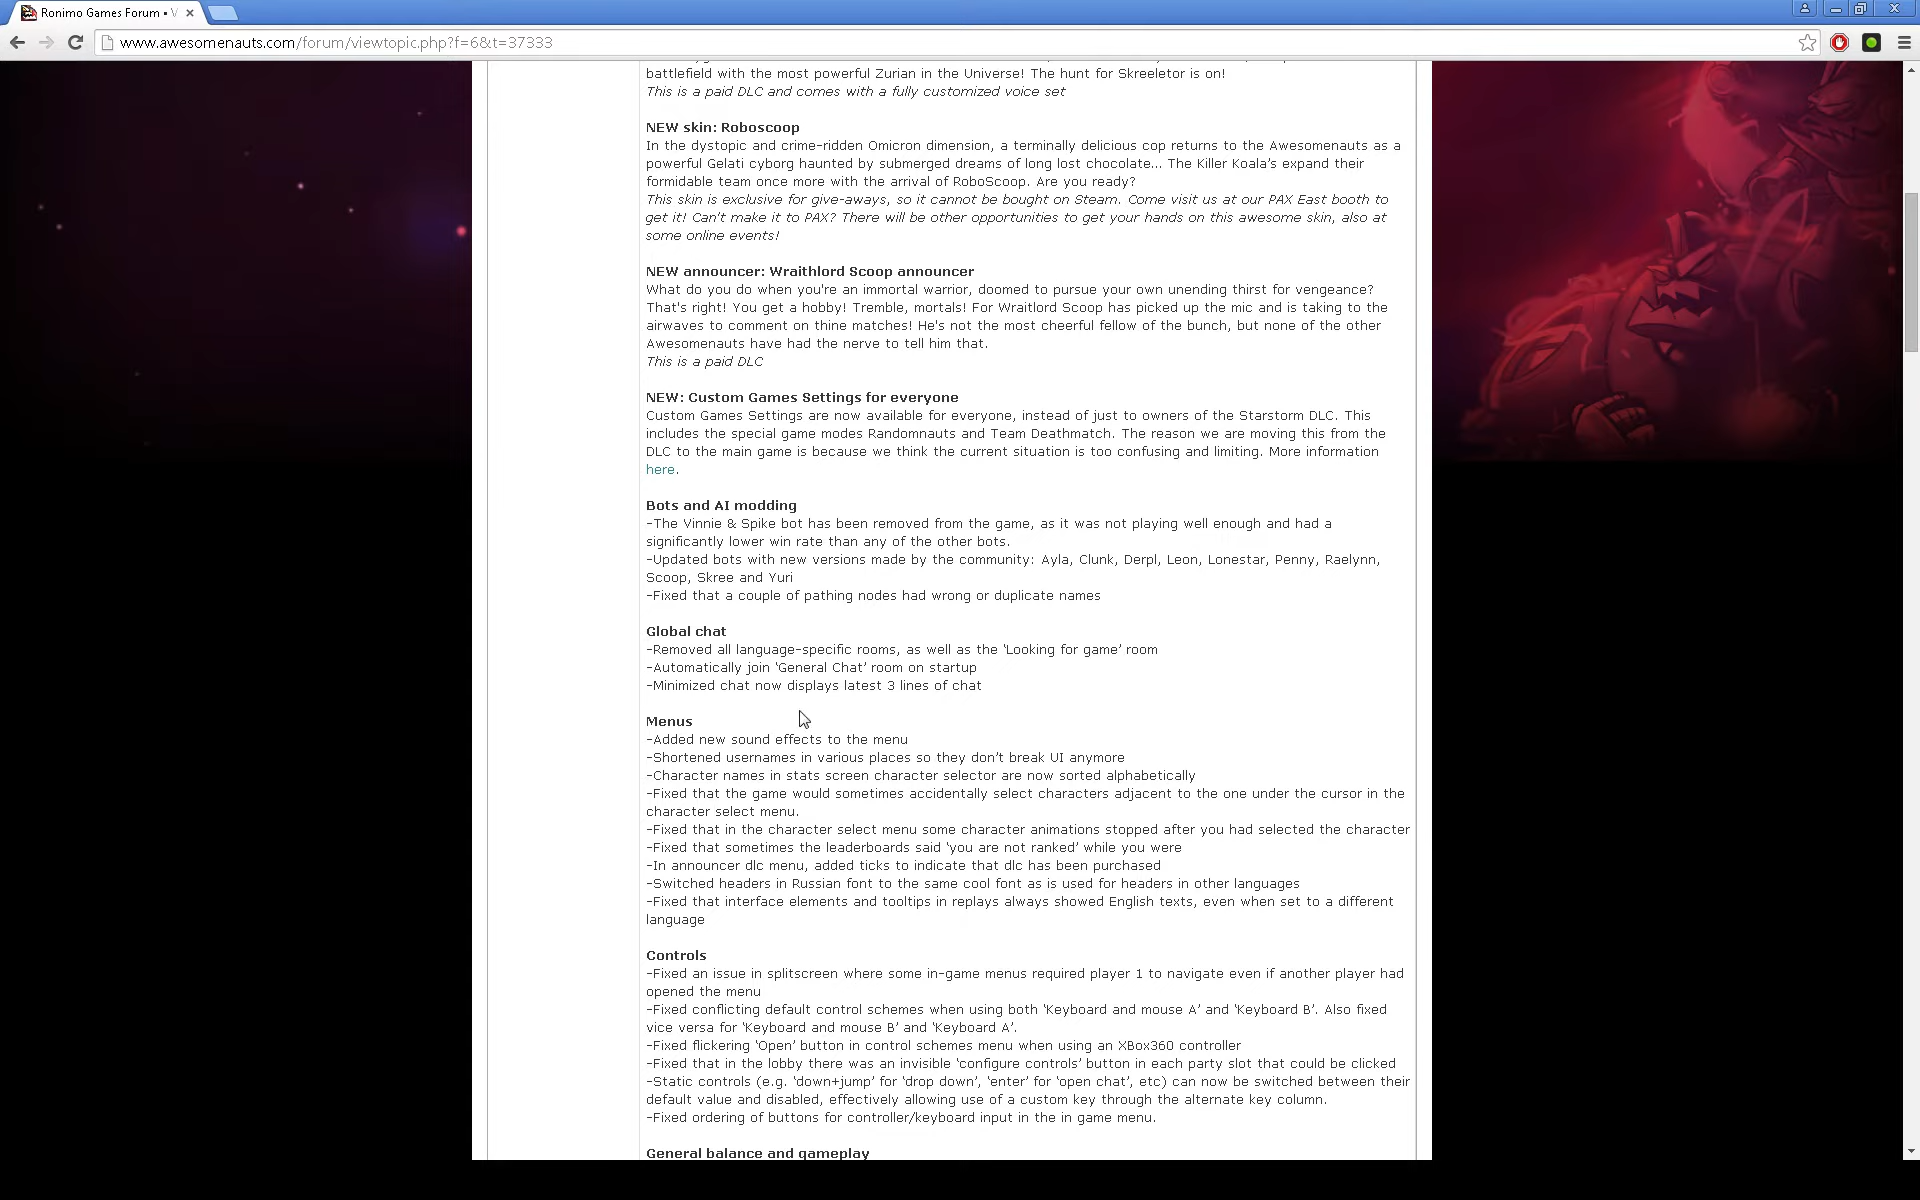 Ronimo Games Forum • V
www.awesomenauts.com/forum/viewtopic.php?f=6&t=37333
battlefield with the most powerful Zurian in the Universe! The hunt for Skreeletor is on!
This is a paid DLC and comes with a fully customized voice set
NEW skin: Roboscoop
In the dystopic and crime-ridden Omicron dimension, a terminally delicious cop returns to the Awesomenauts as a
powerful Gelati cyborg haunted by submerged dreams of long lost chocolate... The Killer Koala's expand their
formidable team once more with the arrival of RoboScoop. Are you ready?
This skin is exclusive for give-aways, so it cannot be bought on Steam. Come visit us at our PAX East booth to
get it! Can't make it to PAX? There will be other opportunities to get your hands on this awesome skin, also at
some online events!
NEW announcer: Wraithlord Scoop announcer
What do you do when you're an immortal warrior, doomed to pursue your own unending thirst for vengeance?
That's right! You get a hobby! Tremble, mortals! For Wraitlord Scoop has picked up the mic and is taking to the
airwaves to comment on thine matches! He's not the most cheerful fellow of the bunch, but none of the other
Awesomenauts have had the nerve to tell him that.
This is a paid DLC
NEW: Custom Games Settings for everyone
Custom Games Settings are now available for everyone, instead of just to owners of the Starstorm DLC. This
includes the special game modes Randomnauts and Team Deathmatch. The reason we are moving this from the
DLC to the main game is because we think the current situation is too confusing and limiting. More information
here.
Bots and AI modding
-The Vinnie & Spike bot has been removed from the game, as it was not playing well enough and had a
significantly lower win rate than any of the other bots.
-Updated bots with new versions made by the community: Ayla, Clunk, Derpl, Leon, Lonestar, Penny, Raelynn,
Scoop, Skree and Yuri
-Fixed that a couple of pathing nodes had wrong or duplicate names
Global chat
-Removed all language-specific rooms, as well as the 'Looking for game' room
-Automatically join 'General Chat' room on startup
-Minimized chat now displays latest 3 lines of chat
Menus
-Added new sound effects to the menu
-Shortened usernames in various places so they don't break UI anymore
-Character names in stats screen character selector are now sorted alphabetically
-Fixed that the game would sometimes accidentally select characters adjacent to the one under the cursor in the
character select menu.
-Fixed that in the character select menu some character animations stopped after you had selected the character
-Fixed that sometimes the leaderboards said 'you are not ranked' while you were
-In announcer dlc menu, added ticks to indicate that dlc has been purchased
-Switched headers in Russian font to the same cool font as is used for headers in other languages
-Fixed that interface elements and tooltips in replays always showed English texts, even when set to a different
language
Controls
-Fixed an issue in splitscreen where some in-game menus required player 1 to navigate even if another player had
opened the menu
-Fixed conflicting default control schemes when using both 'Keyboard and mouse A' and 'Keyboard B'. Also fixed
vice versa for 'Keyboard and mouse B' and 'Keyboard A'.
-Fixed flickering 'Open' button in control schemes menu when using an XBox360 controller
-Fixed that in the lobby there was an invisible 'configure controls' button in each party slot that could be clicked
-Static controls (e.g. 'down+jump' for 'drop down', 'enter' for 'open chat', etc) can now be switched between their
default value and disabled, effectively allowing use of a custom key through the alternate key column.
-Fixed ordering of buttons for controller/keyboard input in the in game menu.
General balance and gameplay